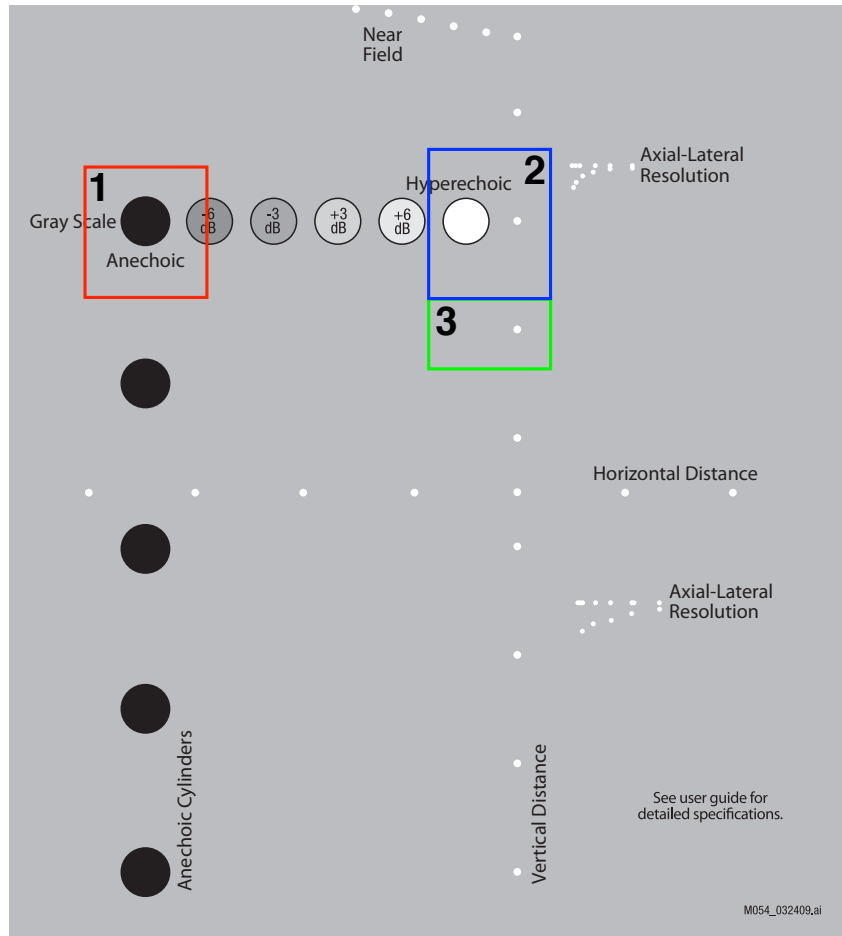 Near
Field
Axial-Lateral
Resolution
1
2
Hyperechoic
Gray Scale
-6
dB
-3
dB
+3
dB
+6
dB
Anechoic
3
Horizontal Distance
Axial-Lateral
Resolution
Anechoic Cylinders
Vertical Distance
See user guide for
detailed specifications.
M054_032409.ai